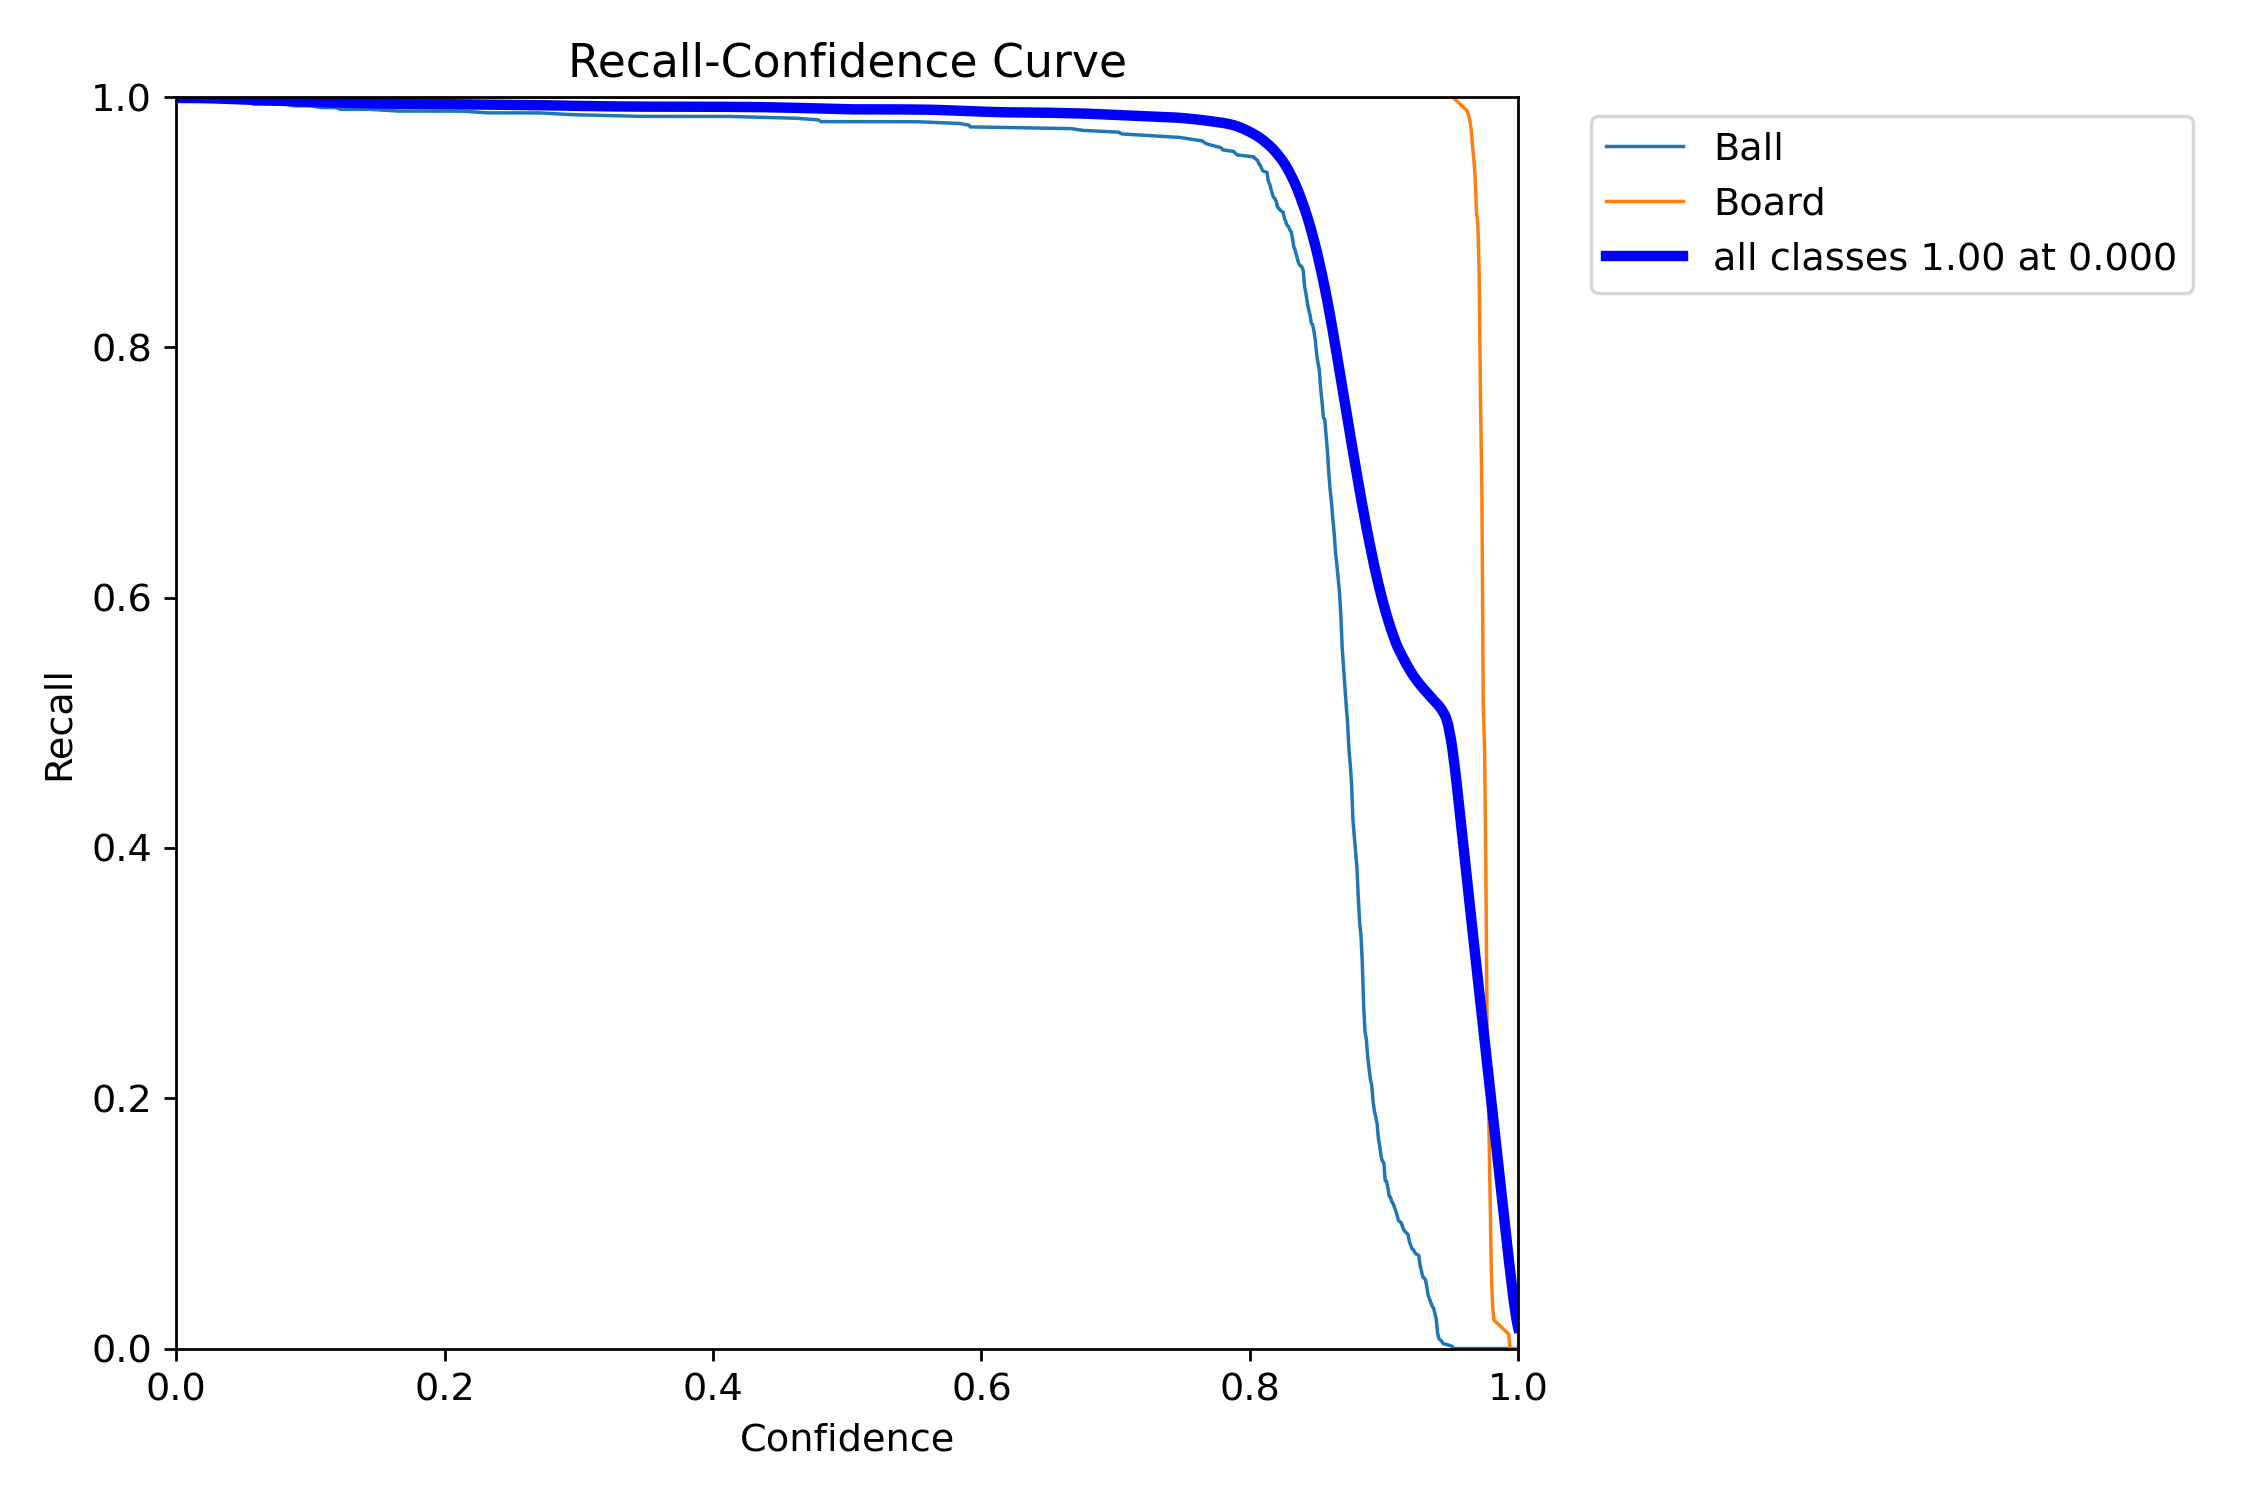 Recall-Confidence Curve
1.0
0.8
0.6
0.4
0.2
0.0
Recall
0.0 0.2 0.4 0.6 0.8 1.0
Confidence
Ball
Board
all classes 1.00 at 0.000